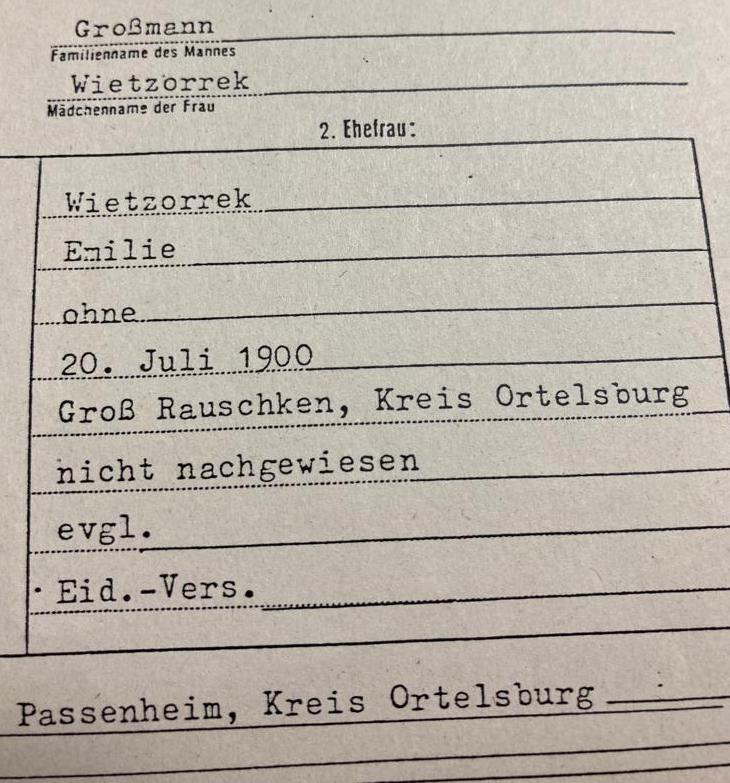 Großmann
Familienname des Mannes
Wietzorrek
Mädchenname der Frau
2. Ehefrau:
Wietzorrek
Emilie
ohne
20. Juli 1900
Groß Rauschken, Kreis Ortelsburg
nicht nachgewiesen
evgl.
Eid.-Vers.
Passenheim, Kreis Ortelsburg